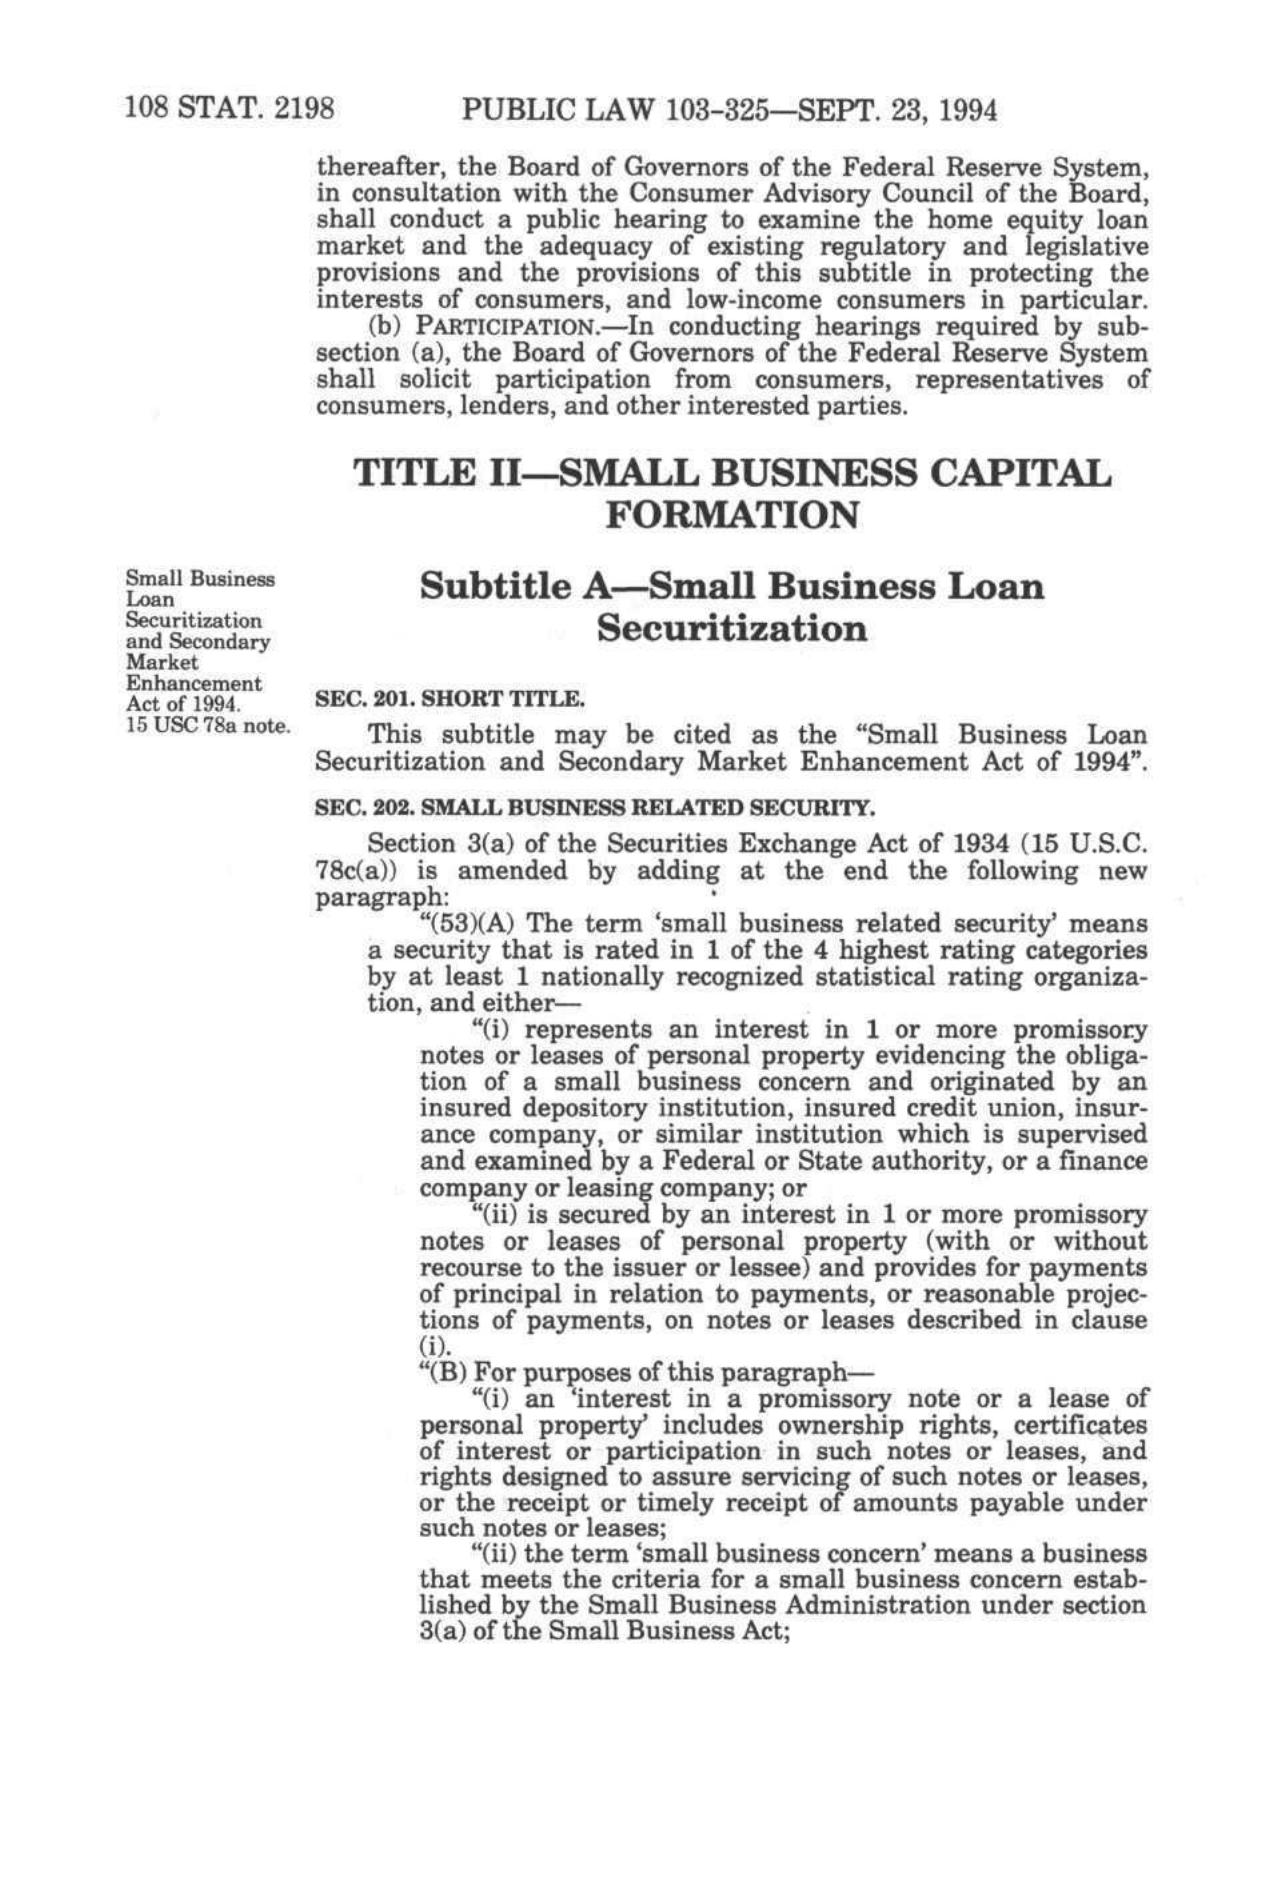 108 STAT. 2198 PUBLIC LAW 103-325—SEPT. 23, 1994
thereafter, the Board of Governors of the Federal Reserve System,
in consultation with the Consumer Advisory Council of the Board,
shall conduct a public hearing to examine the home equity loan
market and the adequacy of existing regulatory and legislative
provisions and the provisions of this subtitle in protecting the
interests of consumers, and low-income consumers in particular.
(b) PARTICIPATION.—In conducting hearings required by sub-
section (a), the Board of Governors of the Federal Reserve System
shall solicit participation from consumers, representatives of
consumers, lenders, and other interested parties.
TITLE II—SMALL BUSINESS CAPITAL
FORMATION
Small Business
Loan
Securitization
and Secondary
Market
Enhancement
Act of 1994.
15 USC 78a note.
Subtitle A—Small Business Loan
Securitization
SEC. 201. SHORT TITLE.
This subtitle may be cited as the “Small Business Loan
Securitization and Secondary Market Enhancement Act of 1994”.
SEC. 202. SMALL BUSINESS RELATED SECURITY.
Section 3(a) of the Securities Exchange Act of 1934 (15 U.S.C.
78c(a)) is amended by adding at the end the following new
paragraph:
“(53)(A) The term ‘small business related security’ means
a security that is rated in 1 of the 4 highest rating categories
by at least 1 nationally recognized statistical rating organiza-
tion, and either—
“(i) represents an interest in 1 or more promissory
notes or leases of personal property evidencing the obliga-
tion of a small business concern and originated by an
insured depository institution, insured credit union, insur-
ance company, or similar institution which is supervised
and examined by a Federal or State authority, or a finance
company or leasing company; or
“(ii) is secured by an interest in 1 or more promissory
notes or leases of personal property (with or without
recourse to the issuer or lessee) and provides for payments
of principal in relation to payments, or reasonable projec-
tions of payments, on notes or leases described in clause
(i).
“(B) For purposes of this paragraph—
“(i) an ‘interest in a promissory note or a lease of
personal property’ includes ownership rights, certificates
of interest or participation in such notes or leases, and
rights designed to assure servicing of such notes or leases,
or the receipt or timely receipt of amounts payable under
such notes or leases;
“(ii) the term ‘small business concern’ means a business
that meets the criteria for a small business concern estab-
lished by the Small Business Administration under section
3(a) of the Small Business Act;